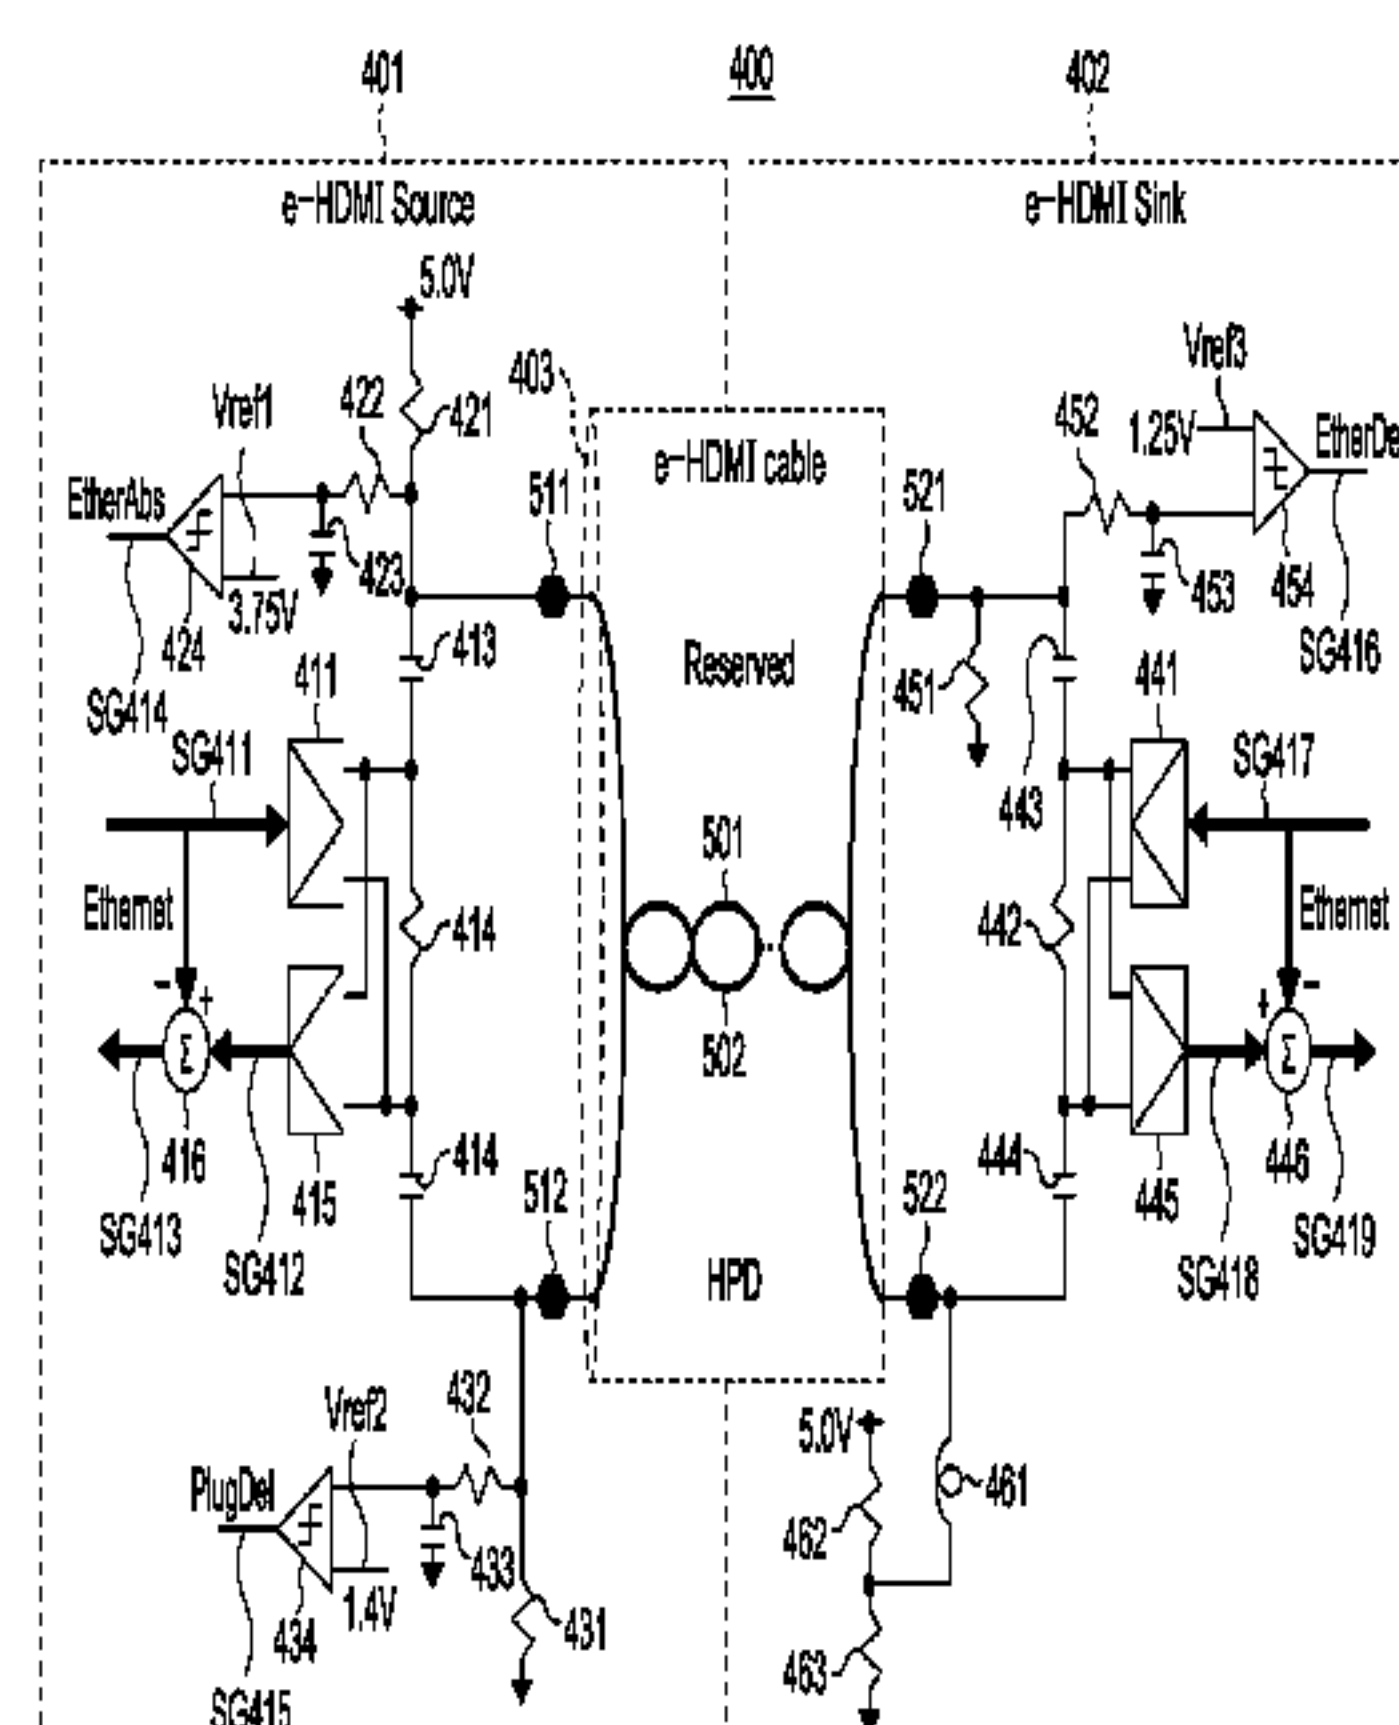 400
401
402
e-HDMI Source
e-HDMI Sink
5.0V
403
Vref3
422
421
Vref1
452
1.25V
EtherDe
e-HDMI cable
EtherAbs
511
521
423
453
454
3.75V
424
SG416
413
SG414
411
Reserved
451
441
SG411
443
SG417
501
Ethernet
414
442
Ethernet
-
+
+
-
Σ
Σ
502
416
415
414
512
444
522
445
446
SG413
SG412
SG418
SG419
HPD
Vref2
432
5.0V
PlugDet
461
433
462
1.4V
434
431
463
SG415